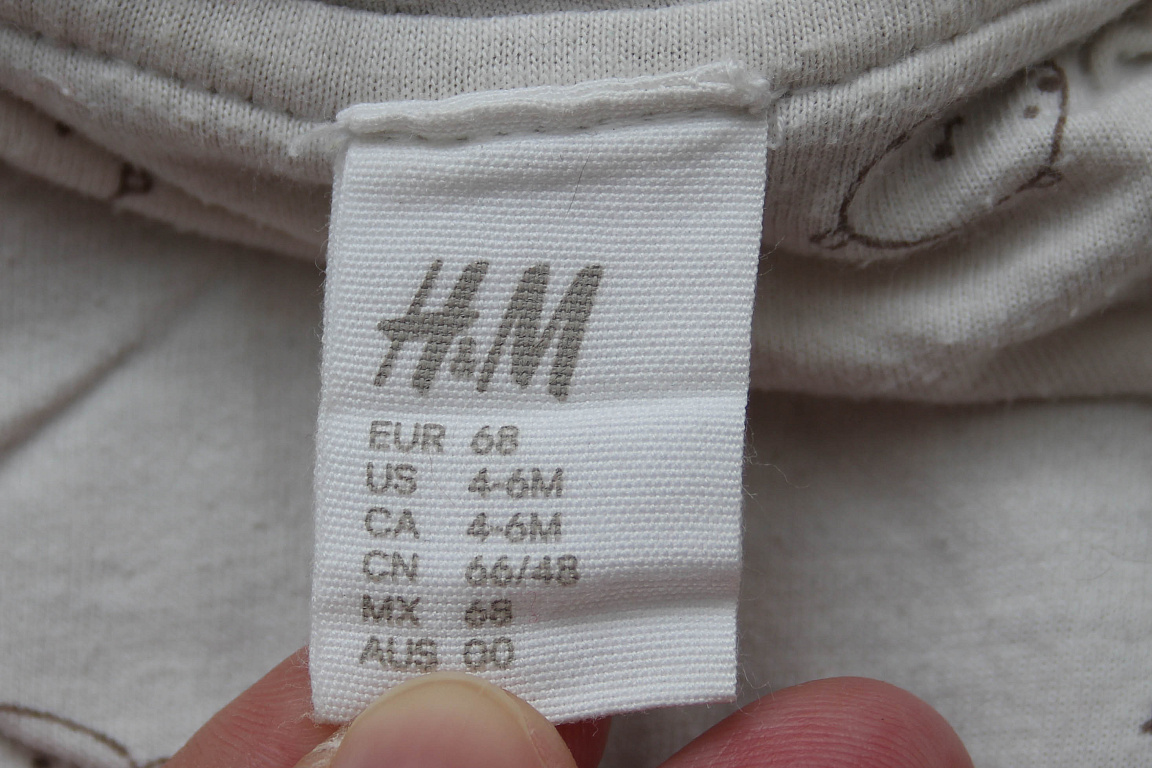 H&M
EUR 68
US 4-6M
CA 4-6M
CN 66/48
MX 68
AUS 00